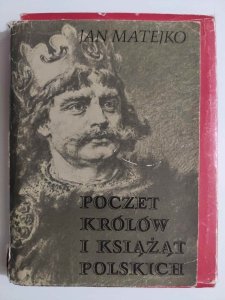 JAN MATEJKO
POCZET
KRÓLÓW
I KSIĄŻĄT
POLSKICH